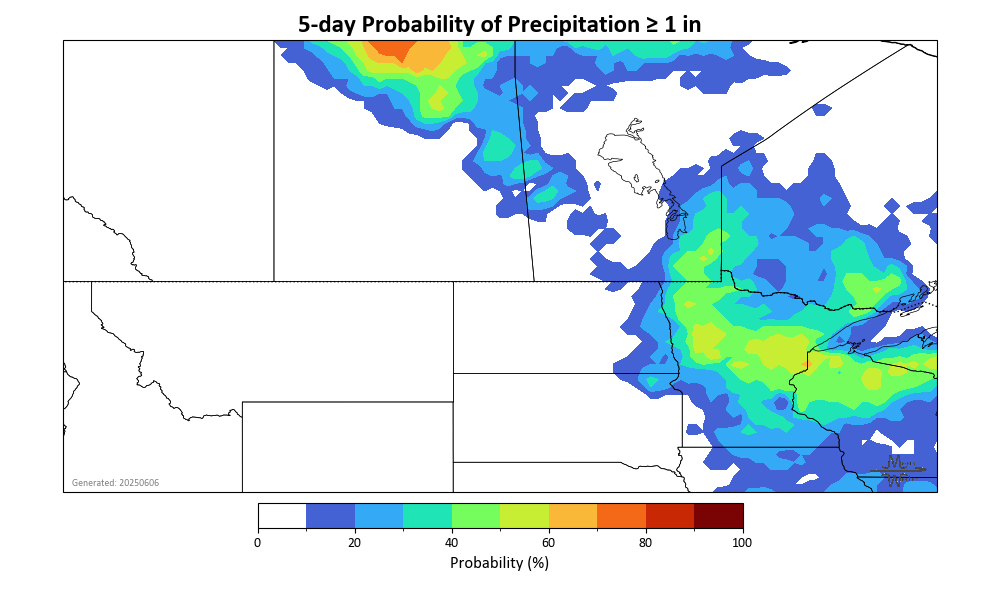 5-day Probability of Precipitation ≥ 1 in
Generated: 20250606
0 20 40 60 80 100
Probability (%)